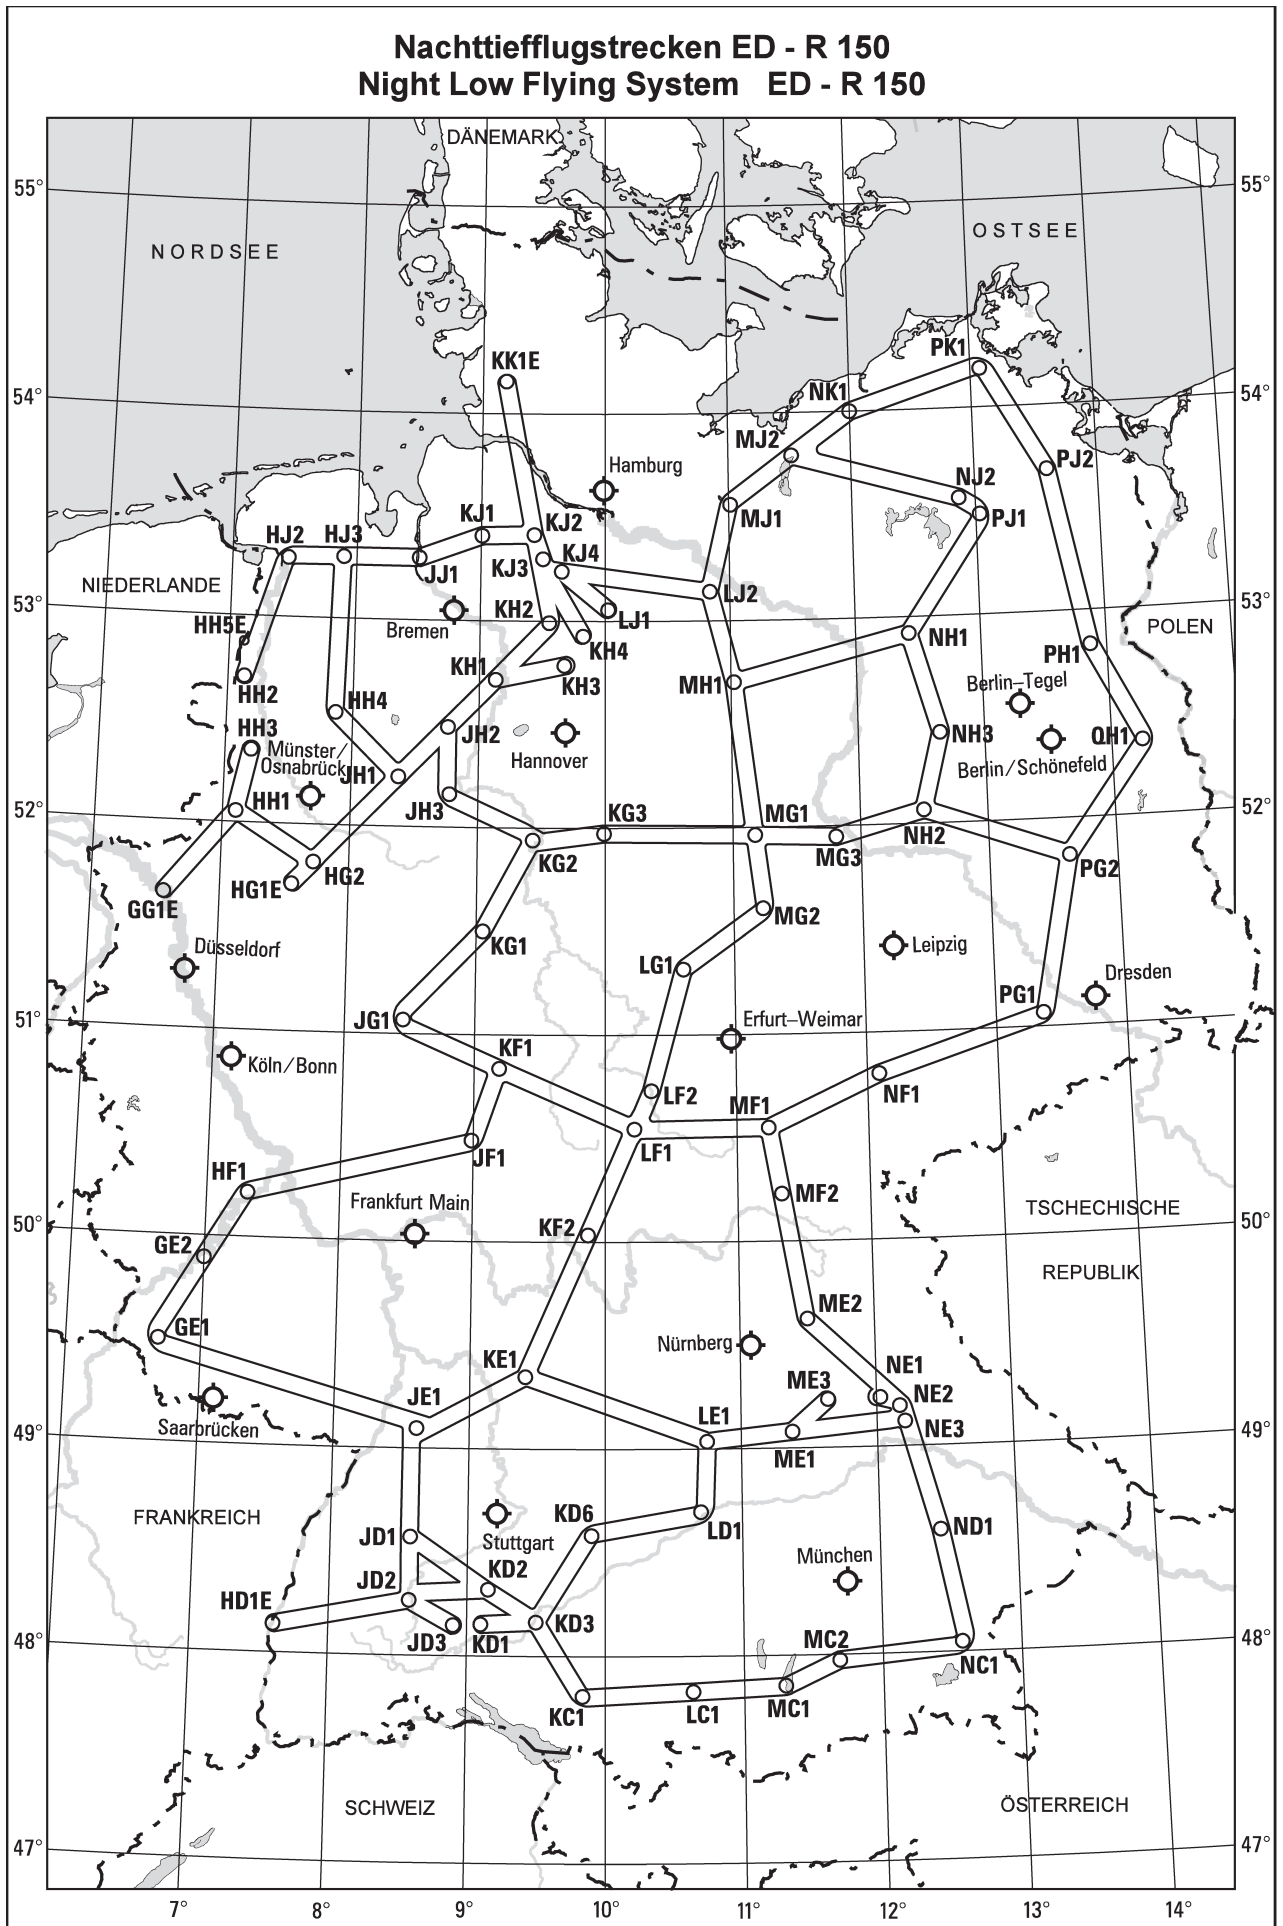 Nachttiefflugstrecken ED - R 150
Night Low Flying System ED - R 150
DÄNEMARK
55°
55°
NORDSEE
OSTSEE
PK1
KK1E
54°
54°
NK1
MJ2
PJ2
Hamburg
NJ2
KJ1
KJ2
MJ1
PJ1
HJ2
HJ3
KJ4
JJ1
KJ3
NIEDERLANDE
LJ2
53°
53°
HH5E
Bremen
KH2
LJ1
POLEN
NH1
KH4
PH1
KH1
KH3
MH1
Berlin–Tegel
HH2
HH4
HH3
JH2
NH3
QH1
Münster/
Osnabrück
Hannover
JH1
Berlin/Schönefeld
HH1
JH3
52°
52°
KG3
MG1
NH2
MG3
KG2
PG2
HG2
HG1E
GG1E
MG2
Düsseldorf
KG1
Leipzig
LG1
Dresden
PG1
51°
51°
JG1
Erfurt–Weimar
KF1
Köln/Bonn
LF2
MF1
NF1
LF1
JF1
HF1
MF2
Frankfurt Main
TSCHECHISCHE
50°
50°
KF2
GE2
REPUBLIK
ME2
GE1
Nürnberg
KE1
NE1
ME3
NE2
JE1
Saarbrücken
LE1
NE3
49°
49°
ME1
FRANKREICH
KD6
LD1
ND1
JD1
Stuttgart
München
KD2
JD2
HD1E
KD3
JD3
KD1
48°
48°
MC2
NC1
KC1
LC1
MC1
SCHWEIZ
ÖSTERREICH
47°
47°
7°
8°
9°
10°
11°
12°
13°
14°